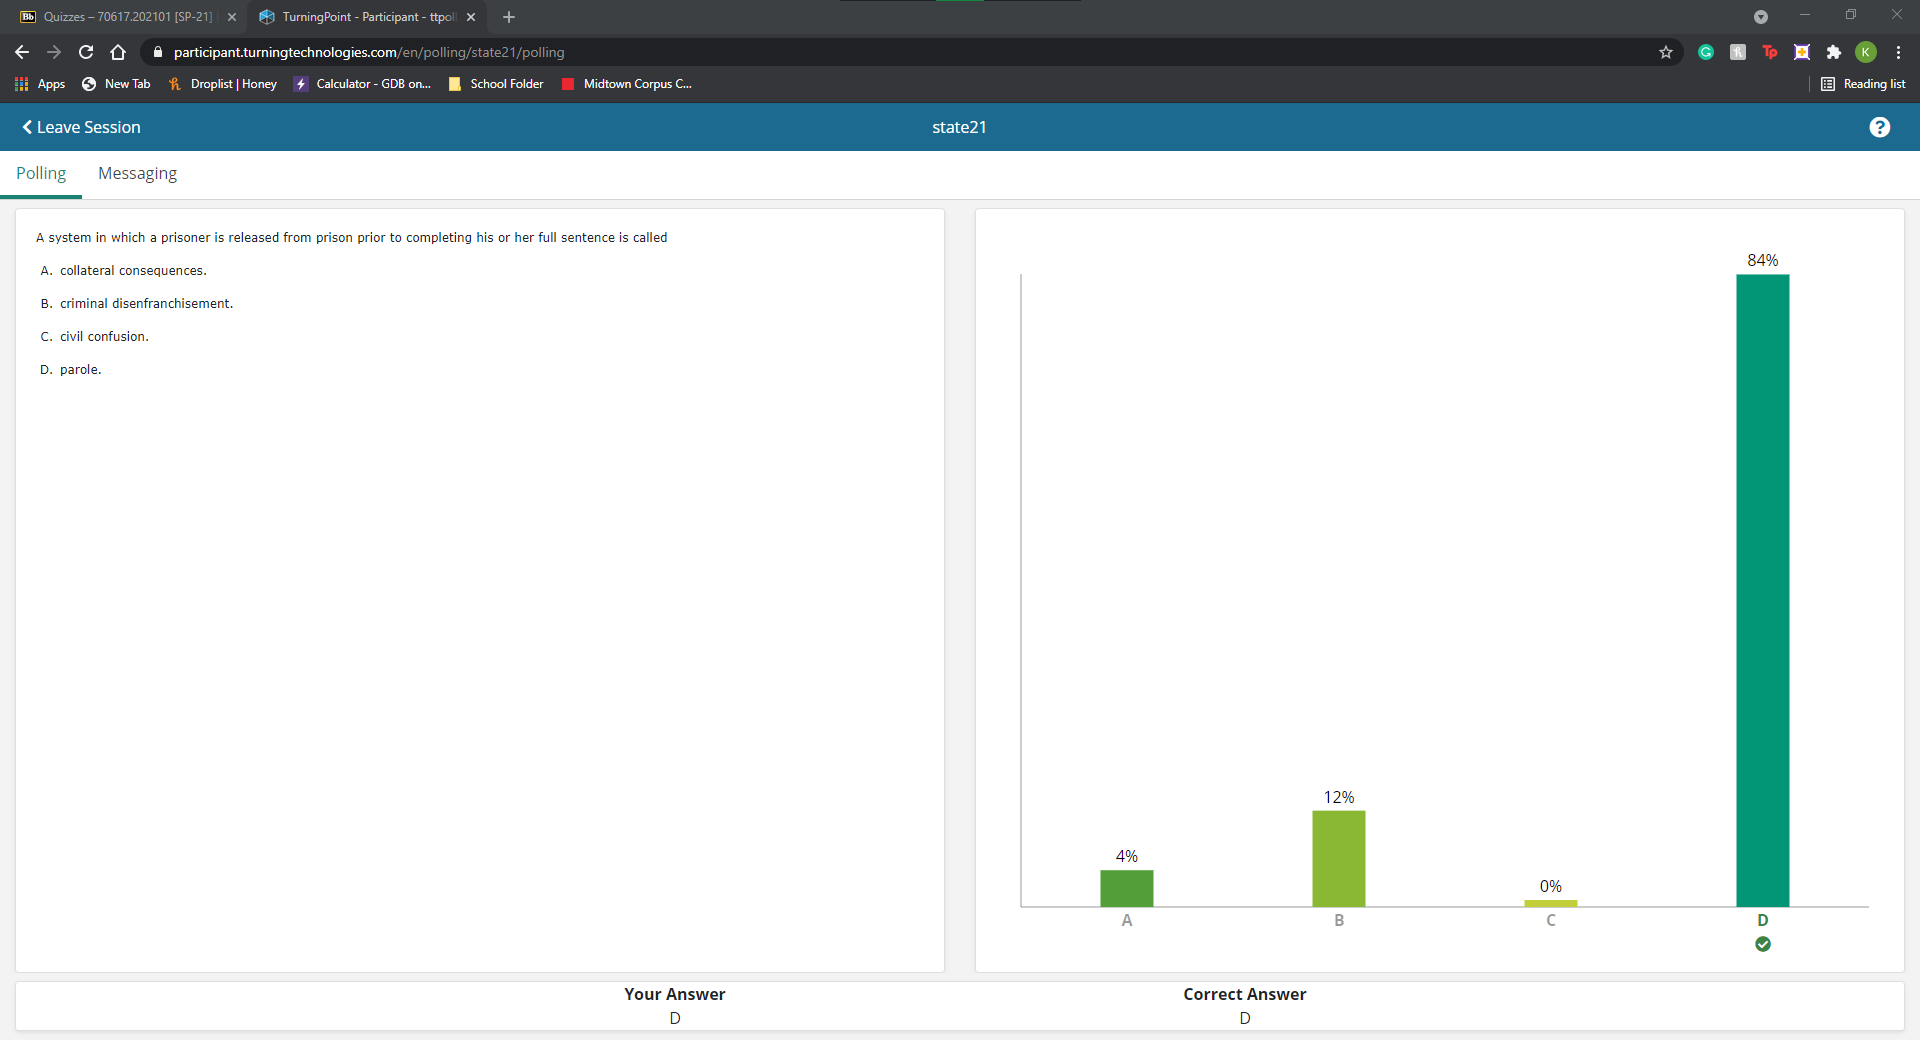 Bb Quizzes – 70617.202101 [SP-21]
TurningPoint - Participant - ttpoll
participant.turningtechnologies.com/en/polling/state21/polling
Apps New Tab Droplist | Honey Calculator - GDB on... School Folder Midtown Corpus C... Reading list
Leave Session state21 ?
Polling Messaging
A system in which a prisoner is released from prison prior to completing his or her full sentence is called
A. collateral consequences.
B. criminal disenfranchisement.
C. civil confusion.
D. parole.
84%
12%
4%
0%
A B C D
Your Answer Correct Answer
D D